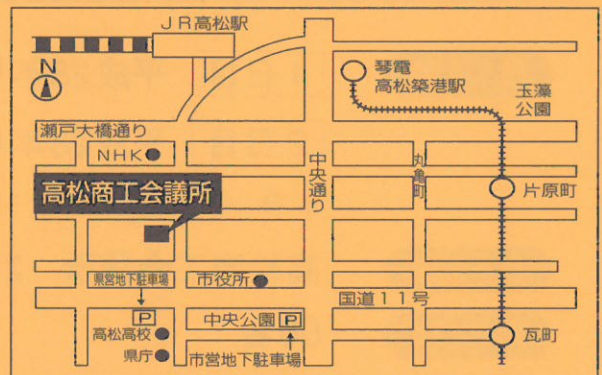 JR高松駅
N
琴電
高松築港駅
玉藻
公園
瀬戸大橋通り
NHK
中央通り
丸亀町
高松商工会議所
片原町
県営地下駐車場
市役所
国道11号
P
中央公園 P
高松高校
県庁
市営地下駐車場
瓦町